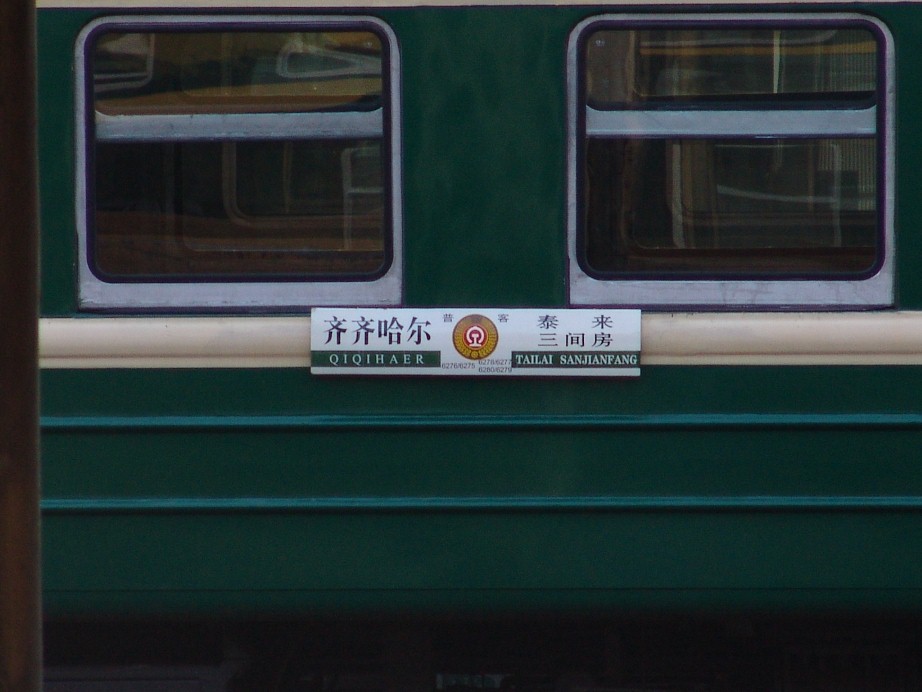 齐齐哈尔
QIQIHAER
普 客
6276/6275 6278/6277
6280/6279
泰 来
三间房
TAILAI SANJIANFANG